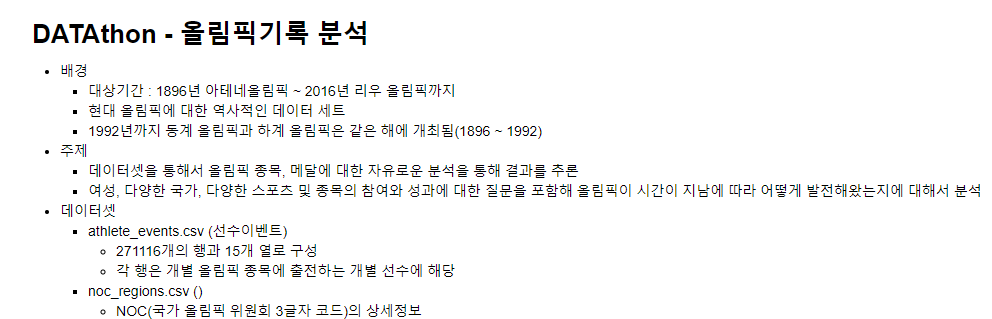 DATAthon - 올림픽기록 분석
배경
대상기간 : 1896년 아테네올림픽 ~ 2016년 리우 올림픽까지
현대 올림픽에 대한 역사적인 데이터 세트
1992년까지 동계 올림픽과 하계 올림픽은 같은 해에 개최됨(1896 ~ 1992)
주제
데이터셋을 통해서 올림픽 종목, 메달에 대한 자유로운 분석을 통해 결과를 추론
여성, 다양한 국가, 다양한 스포츠 및 종목의 참여와 성과에 대한 질문을 포함해 올림픽이 시간이 지남에 따라 어떻게 발전해왔는지에 대해서 분석
데이터셋
athlete_events.csv (선수이벤트)
271116개의 행과 15개 열로 구성
각 행은 개별 올림픽 종목에 출전하는 개별 선수에 해당
noc_regions.csv ()
NOC(국가 올림픽 위원회 3글자 코드)의 상세정보